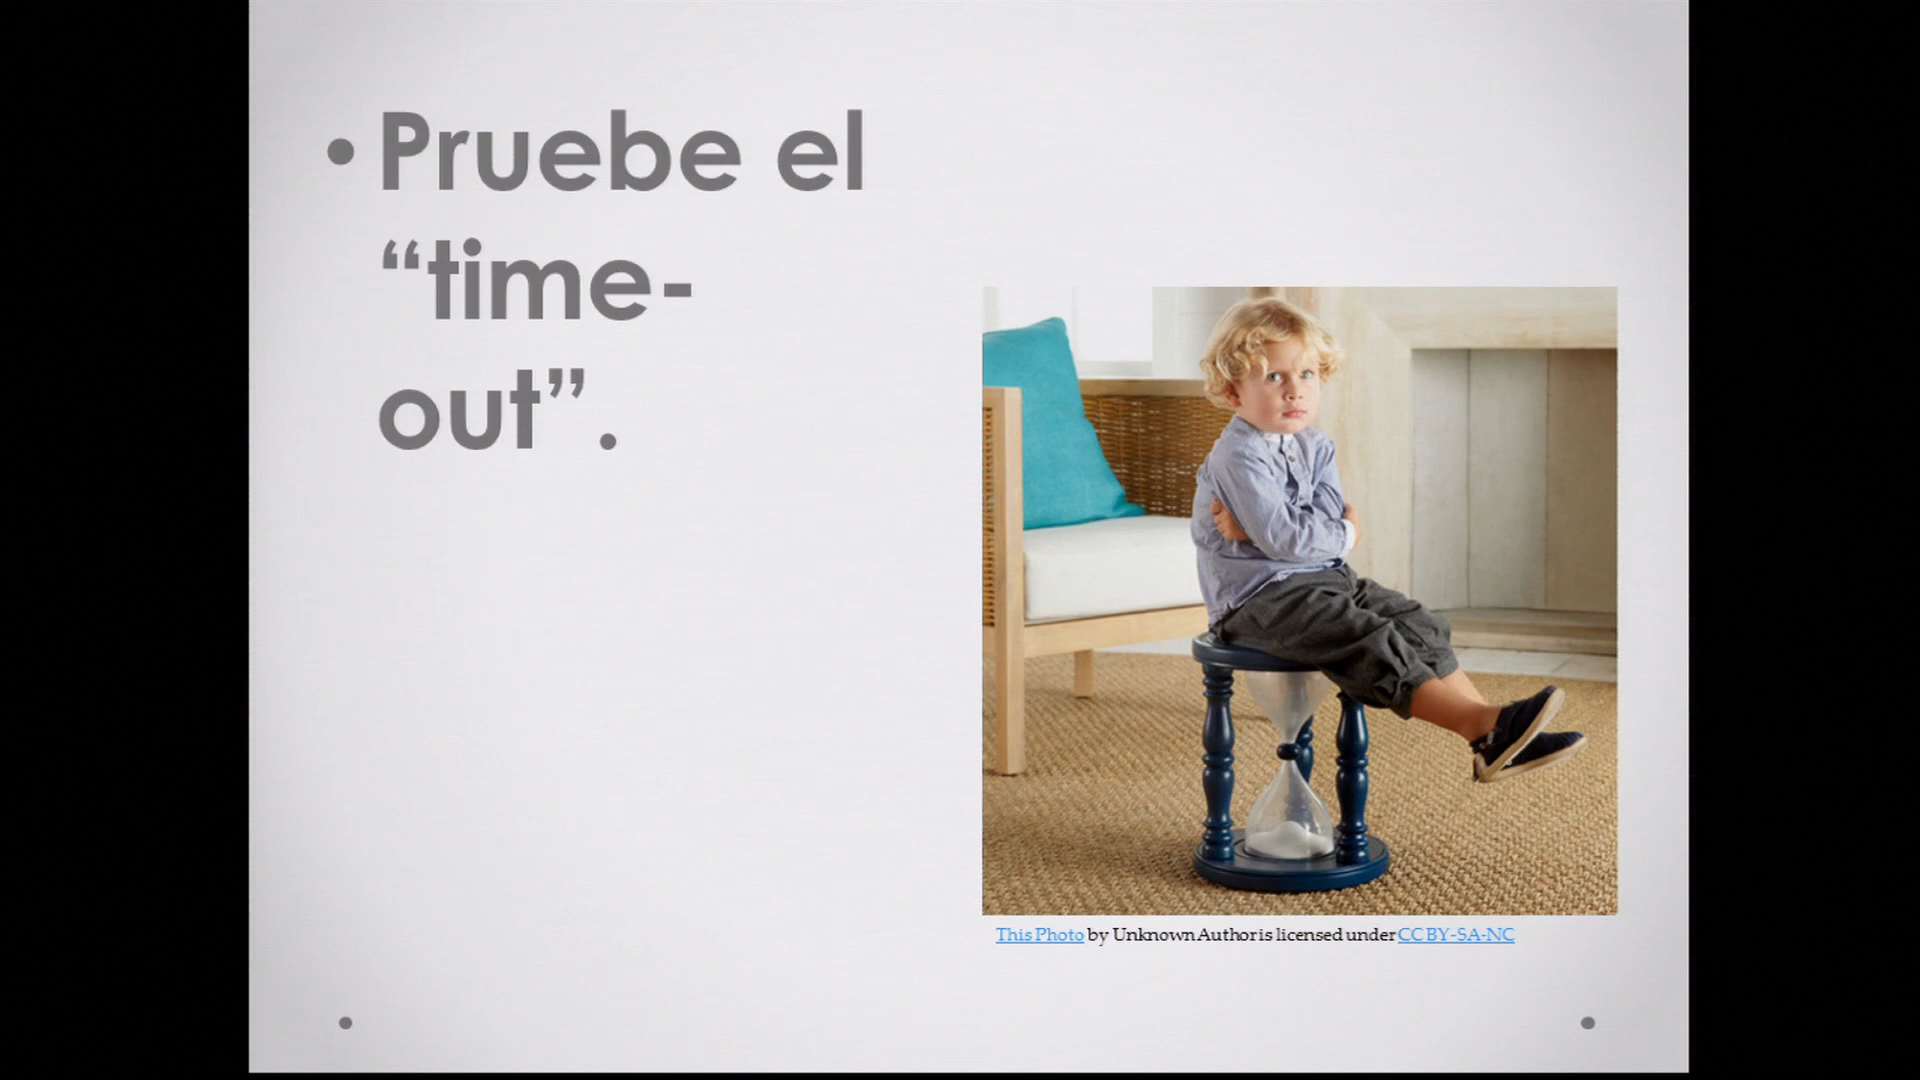 • Pruebe el
“time-
out” .
This Photo by Unknown Author is licensed under CC BY-SA-NC